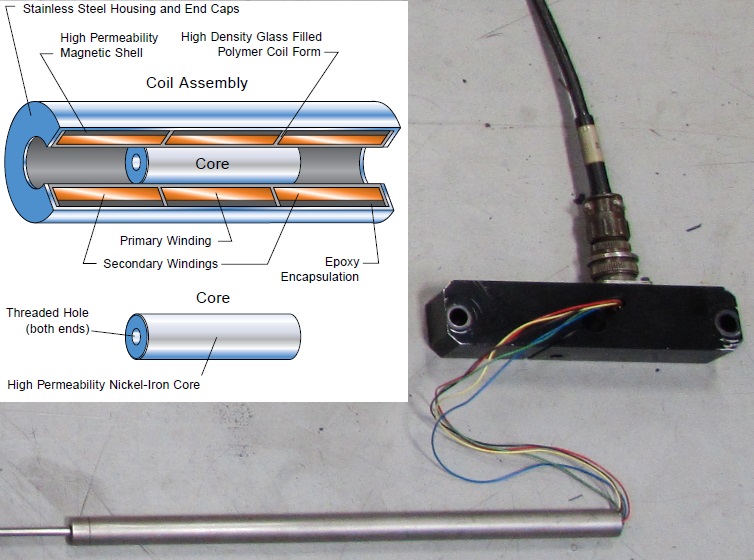 Stainless Steel Housing and End Caps
High Permeability
Magnetic Shell
High Density Glass Filled
Polymer Coil Form
Coil Assembly
Core
Primary Winding
Secondary Windings
Epoxy
Encapsulation
Core
Threaded Hole
(both ends)
High Permeability Nickel-Iron Core